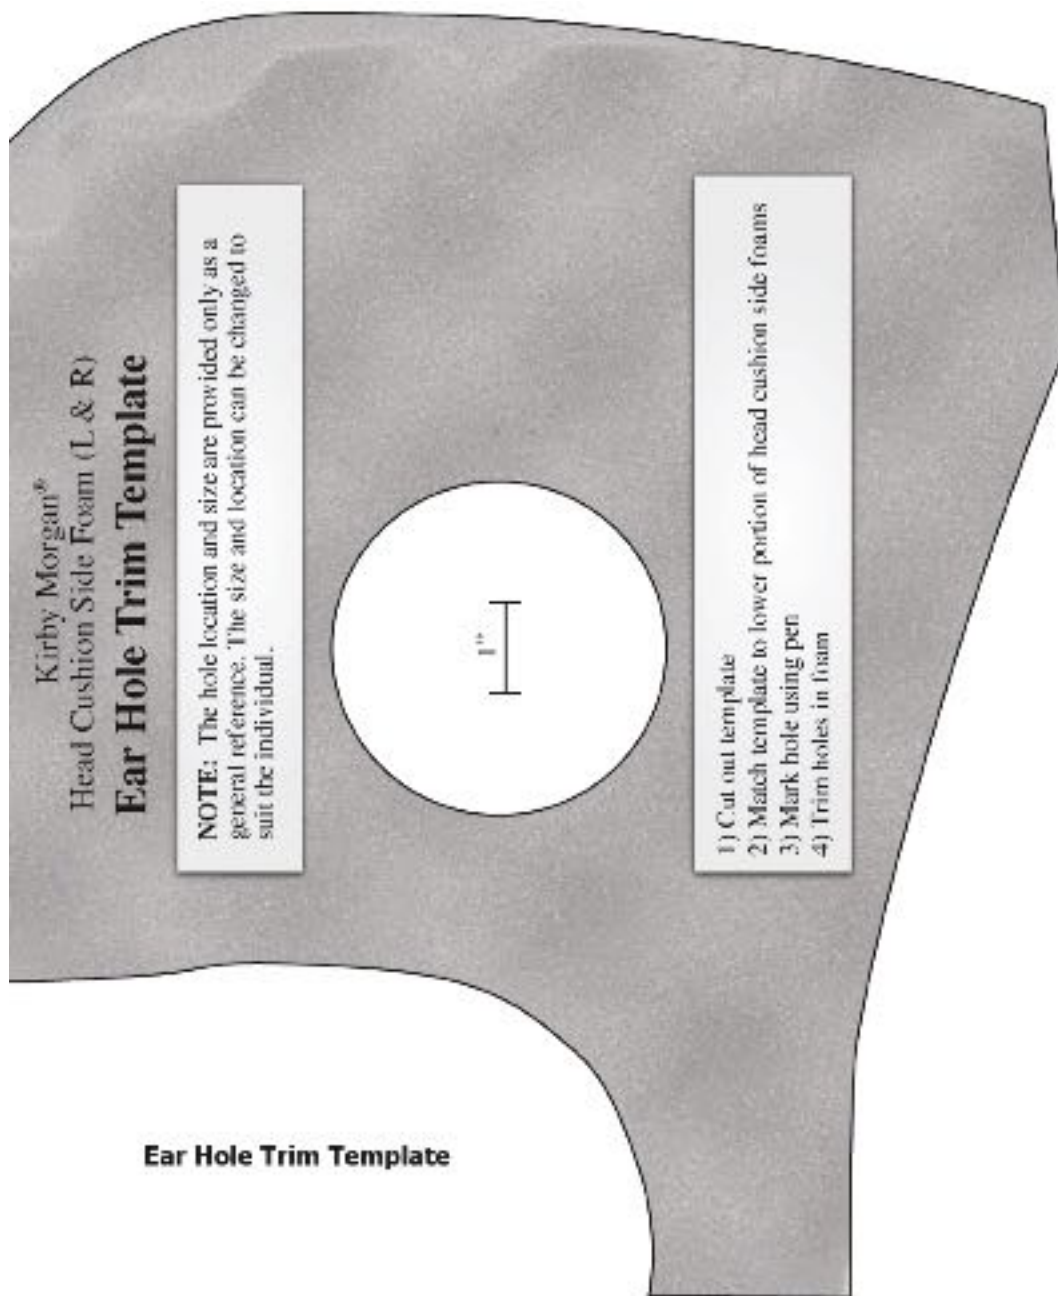 Kirby Morgan®
Head Cushion Side Foam (L & R)
Ear Hole Trim Template
NOTE: The hole location and size are provided only as a
general reference. The size and location can be changed to
suit the individual.
1"
1) Cut out template
2) Match template to lower portion of head cushion side foams
3) Mark hole using pen
4) Trim holes in foam
Ear Hole Trim Template